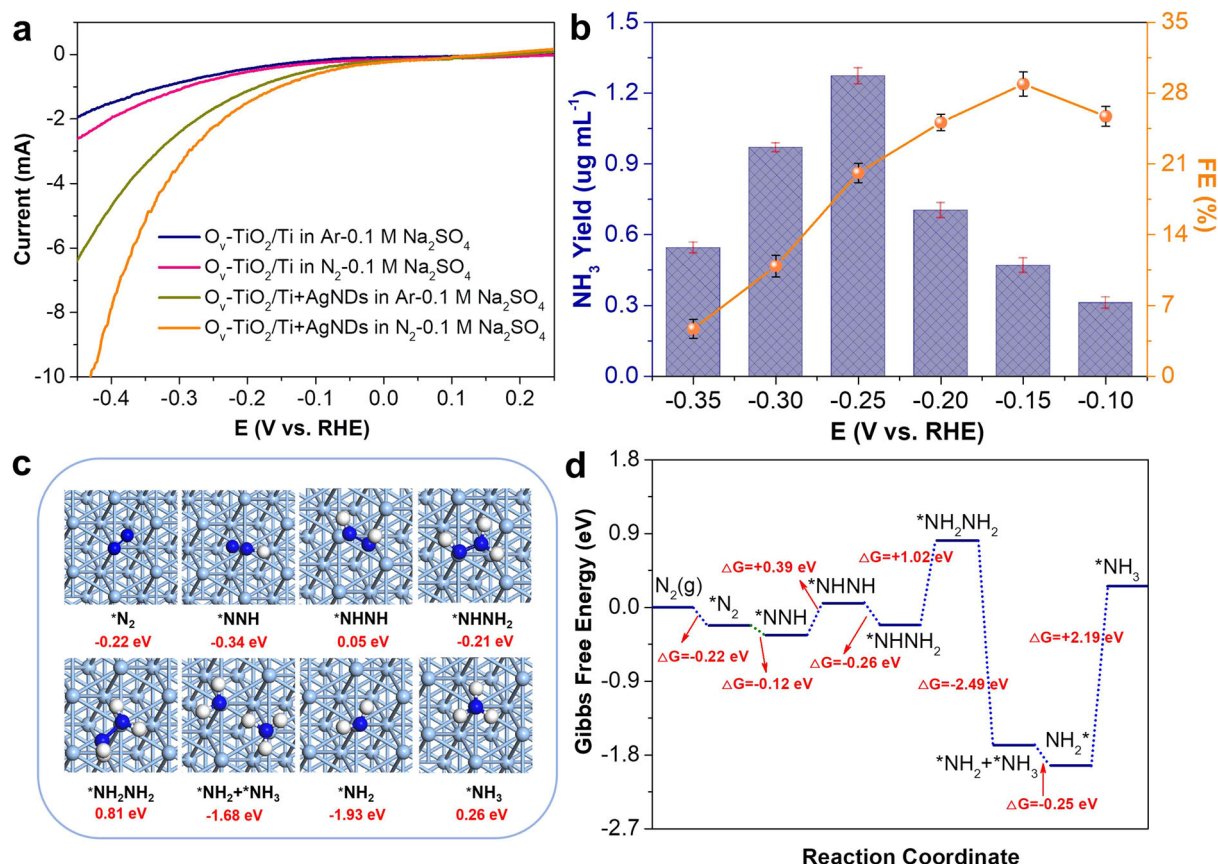 a
0
-2
-4
-6
-8
-10
Current (mA)
O_v-TiO₂/Ti in Ar-0.1 M Na₂SO₄
O_v-TiO₂/Ti in N₂-0.1 M Na₂SO₄
O_v-TiO₂/Ti+AgNDs in Ar-0.1 M Na₂SO₄
O_v-TiO₂/Ti+AgNDs in N₂-0.1 M Na₂SO₄
-0.4 -0.3 -0.2 -0.1 0.0 0.1 0.2
E (V vs. RHE)
b
1.5
1.2
0.9
0.6
0.3
0.0
NH₃ Yield (ug mL⁻¹)
35
28
21
14
7
0
FE (%)
-0.35 -0.30 -0.25 -0.20 -0.15 -0.10
E (V vs. RHE)
c
*N₂ *NNH *NHNH *NHNH₂
-0.22 eV -0.34 eV 0.05 eV -0.21 eV
*NH₂NH₂ *NH₂+*NH₃ *NH₂ *NH₃
0.81 eV -1.68 eV -1.93 eV 0.26 eV
d
1.8
0.9
0.0
-0.9
-1.8
-2.7
Gibbs Free Energy (eV)
N₂(g)
△G=-0.22 eV
*N₂
△G=-0.12 eV
*NNH
△G=+0.39 eV
*NHNH
△G=-0.26 eV
*NHNH₂
△G=+1.02 eV
*NH₂NH₂
△G=-2.49 eV
*NH₂+*NH₃
△G=-0.25 eV
NH₂*
△G=+2.19 eV
*NH₃
Reaction Coordinate